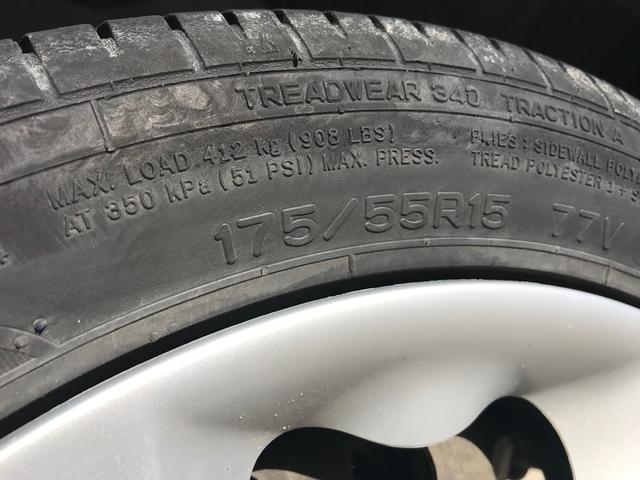 TREADWEAR 340 TRACTION A
MAX. LOAD 412 kg (908 LBS)
AT 350 KPa (51 PSI) MAX. PRESS.
PLIES: SIDEWALL
TREAD POLYESTER 1 +
175/55R15 77V